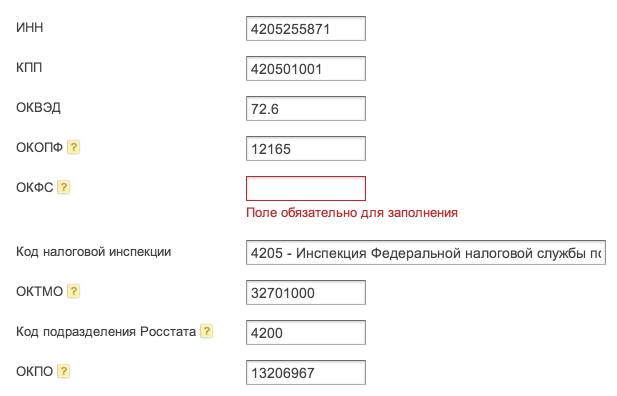 ИНН 4205255871
КПП 420501001
ОКВЭД 72.6
ОКОПФ ? 12165
ОКФС ?
Поле обязательно для заполнения
Код налоговой инспекции 4205 - Инспекция Федеральной налоговой службы по
ОКТМО ? 32701000
Код подразделения Росстата ? 4200
ОКПО ? 13206967